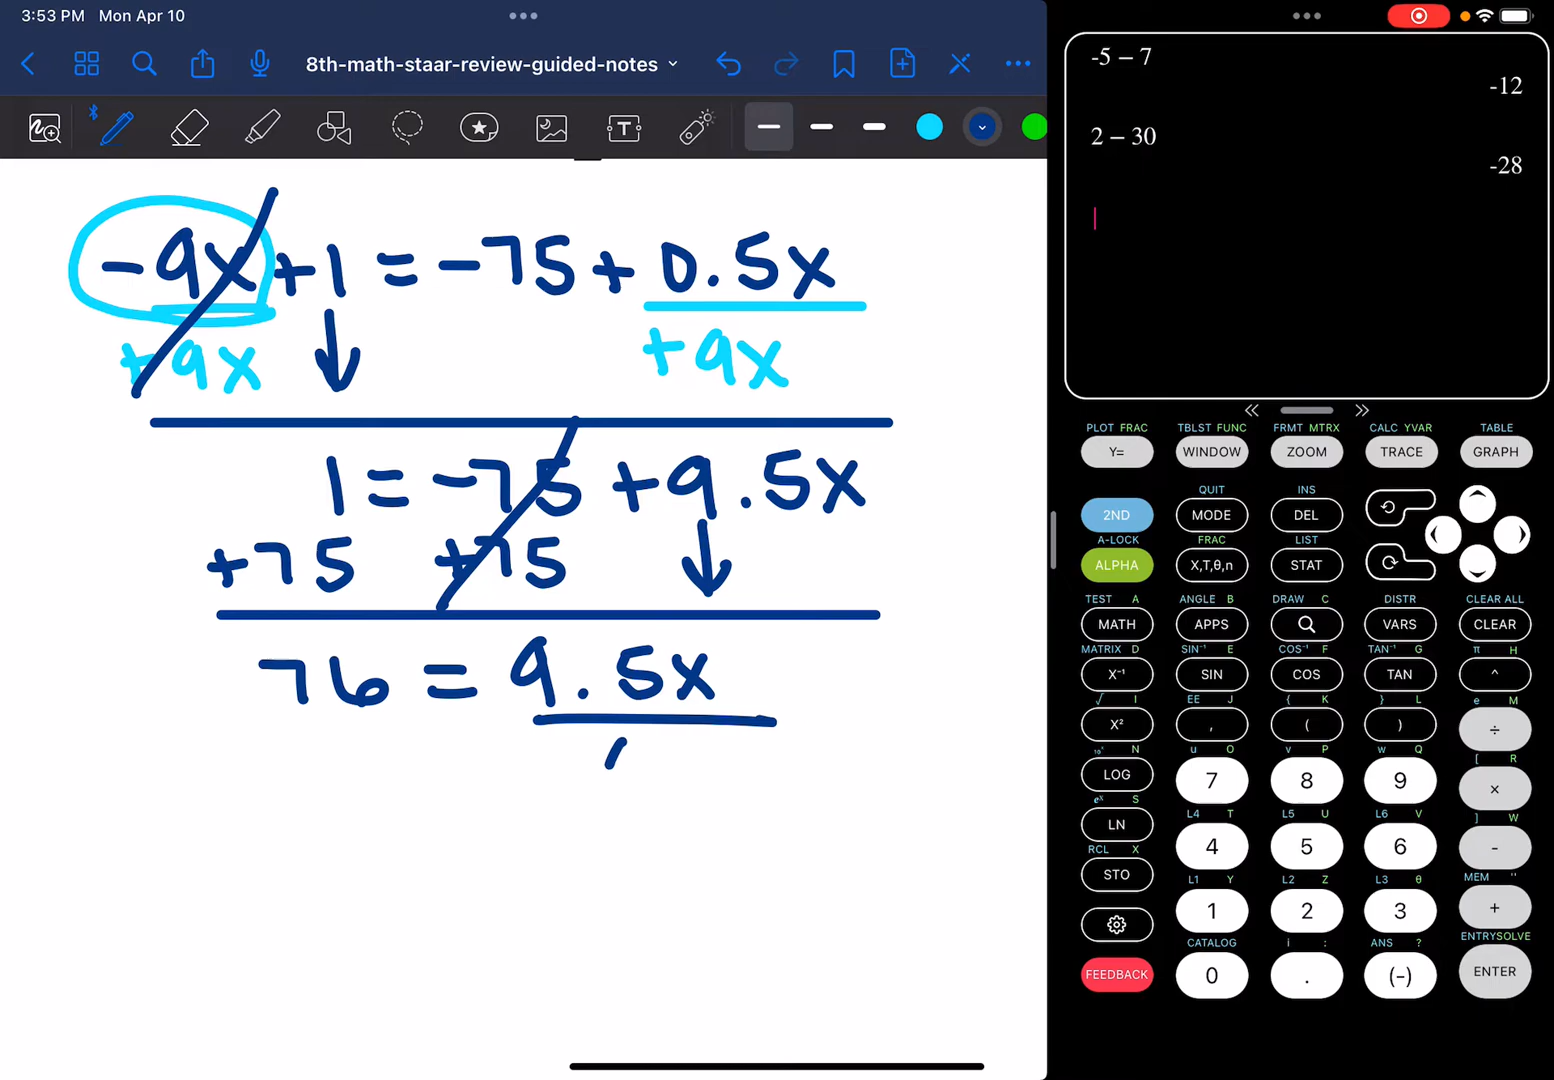 3:53 PM Mon Apr 10
8th-math-staar-review-guided-notes
T
-9x+1=-75+0.5x
+9x +9x
1=-75+9.5x
+75 +75
76=9.5x
-5 – 7
-12
2 – 30
-28
PLOT FRAC TBLST FUNC FRMT MTRX CALC YVAR TABLE
Y= WINDOW ZOOM TRACE GRAPH
QUIT INS
2ND MODE DEL
A-LOCK FRAC LIST
ALPHA X,T,θ,n STAT
TEST A ANGLE B DRAW C DISTR CLEAR ALL
MATH APPS VARS CLEAR
MATRIX D SIN⁻¹ E COS⁻¹ F TAN⁻¹ G π H
X⁻¹ SIN COS TAN ^
√ I EE J { K } L e M
X² , ( ) ÷
10ˣ N u O v P w Q [ R
LOG 7 8 9 ×
eˣ S L4 T L5 U L6 V ] W
LN 4 5 6 -
RCL X L1 Y L2 Z L3 θ MEM "
STO 1 2 3 +
CATALOG i : ANS ? ENTRY SOLVE
FEEDBACK 0 . (-) ENTER